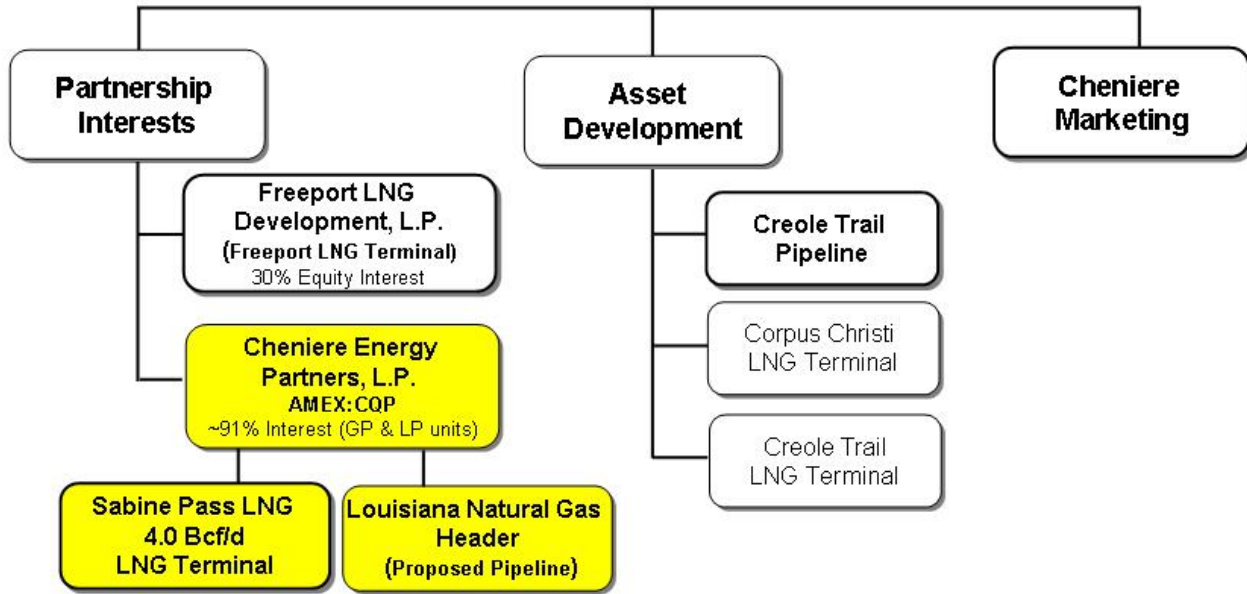 Partnership
Interests
Asset
Development
Cheniere
Marketing
Freeport LNG
Development, L.P.
(Freeport LNG Terminal)
30% Equity Interest
Cheniere Energy
Partners, L.P.
AMEX:CQP
~91% Interest (GP & LP units)
Sabine Pass LNG
4.0 Bcf/d
LNG Terminal
Louisiana Natural Gas
Header
(Proposed Pipeline)
Creole Trail
Pipeline
Corpus Christi
LNG Terminal
Creole Trail
LNG Terminal